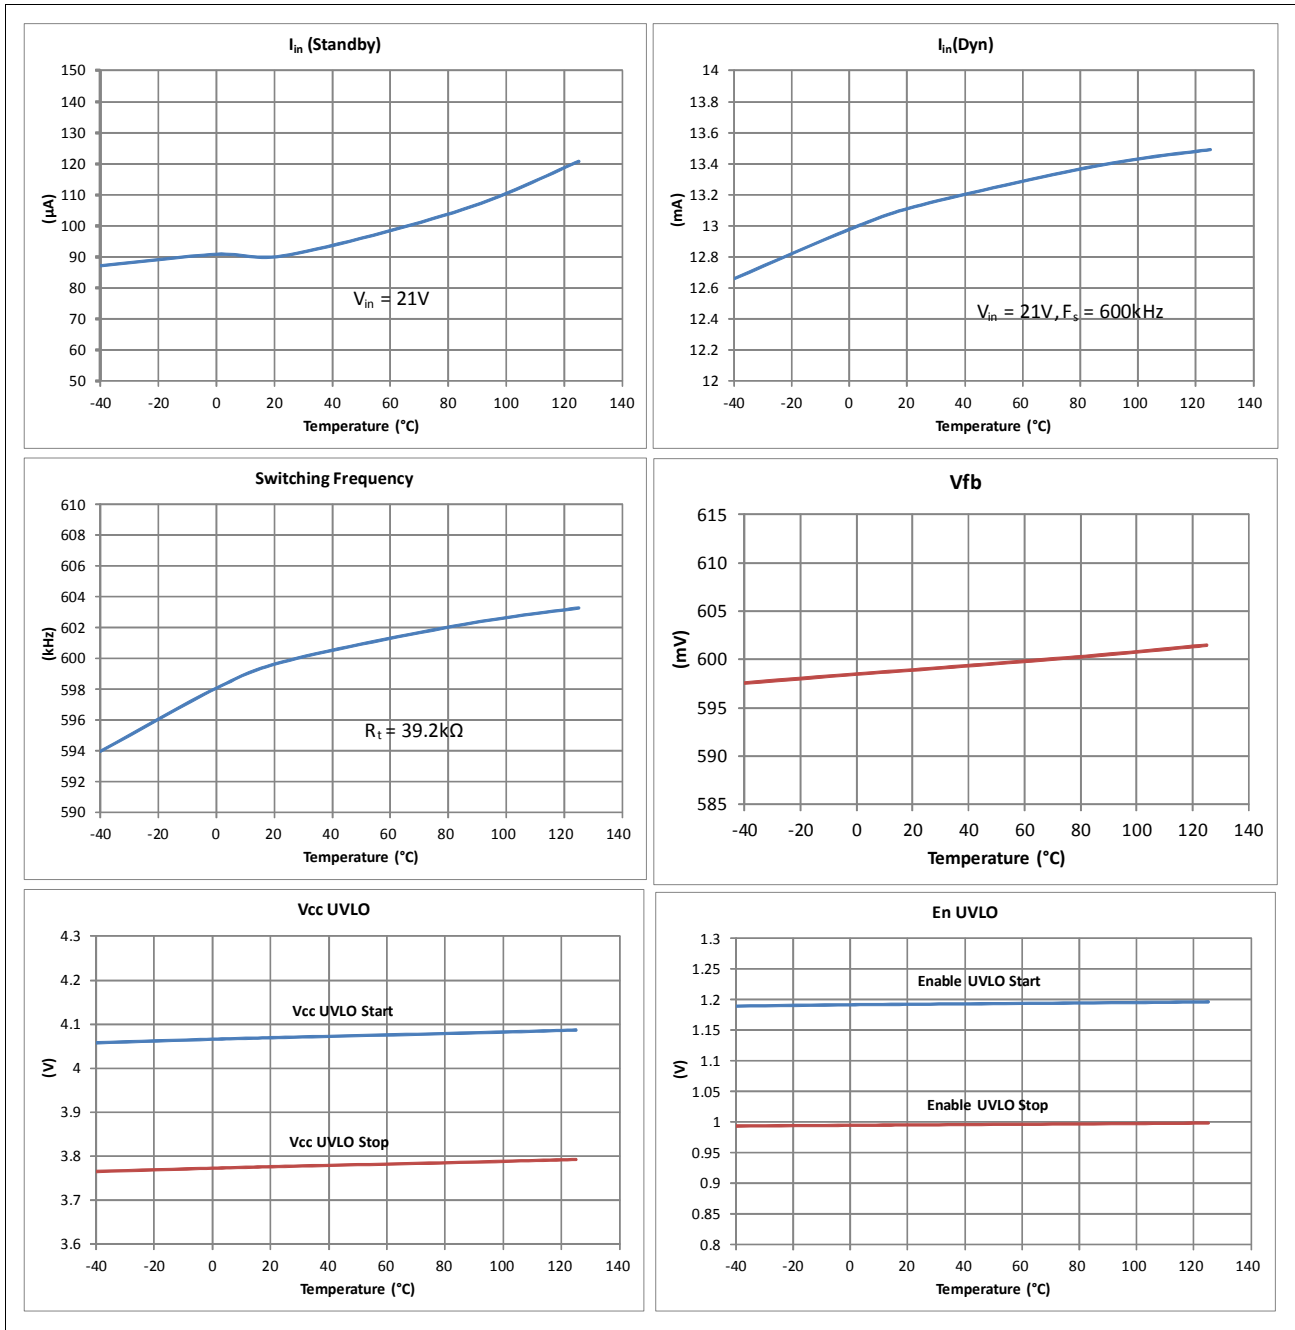 I_in (Standby)
150
140
130
120
110
100
90
80
70
60
50
(µA)
V_in = 21V
-40 -20 0 20 40 60 80 100 120 140
Temperature (°C)
I_in(Dyn)
14
13.8
13.6
13.4
13.2
13
12.8
12.6
12.4
12.2
12
(mA)
V_in = 21V, F_s = 600kHz
-40 -20 0 20 40 60 80 100 120 140
Temperature (°C)
Switching Frequency
610
608
606
604
602
600
598
596
594
592
590
(kHz)
R_t = 39.2kΩ
-40 -20 0 20 40 60 80 100 120 140
Temperature (°C)
Vfb
615
610
605
600
595
590
585
(mV)
-40 -20 0 20 40 60 80 100 120 140
Temperature (°C)
Vcc UVLO
4.3
4.2
4.1
4
3.9
3.8
3.7
3.6
(V)
Vcc UVLO Start
Vcc UVLO Stop
-40 -20 0 20 40 60 80 100 120 140
Temperature (°C)
En UVLO
1.3
1.25
1.2
1.15
1.1
1.05
1
0.95
0.9
0.85
0.8
(V)
Enable UVLO Start
Enable UVLO Stop
-40 -20 0 20 40 60 80 100 120 140
Temperature (°C)